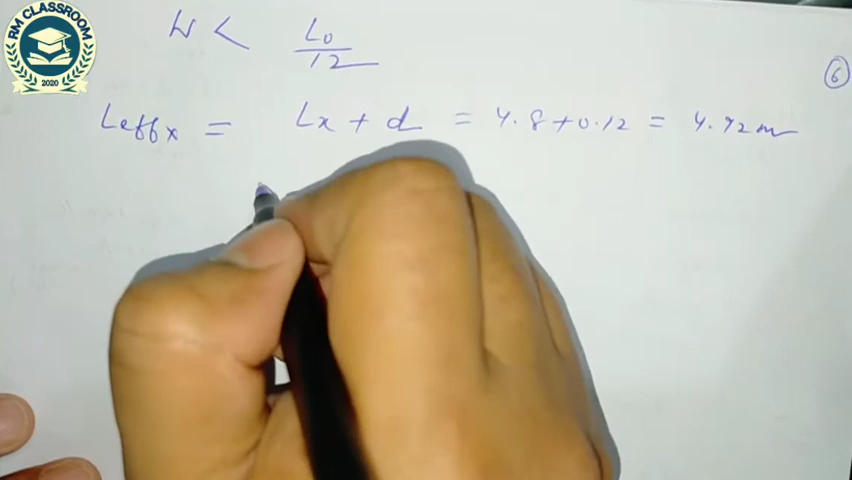 RM CLASSROOM
2020
W < L0/12
6
Leffx = Lx + d = 4.8 + 0.12 = 4.92 m